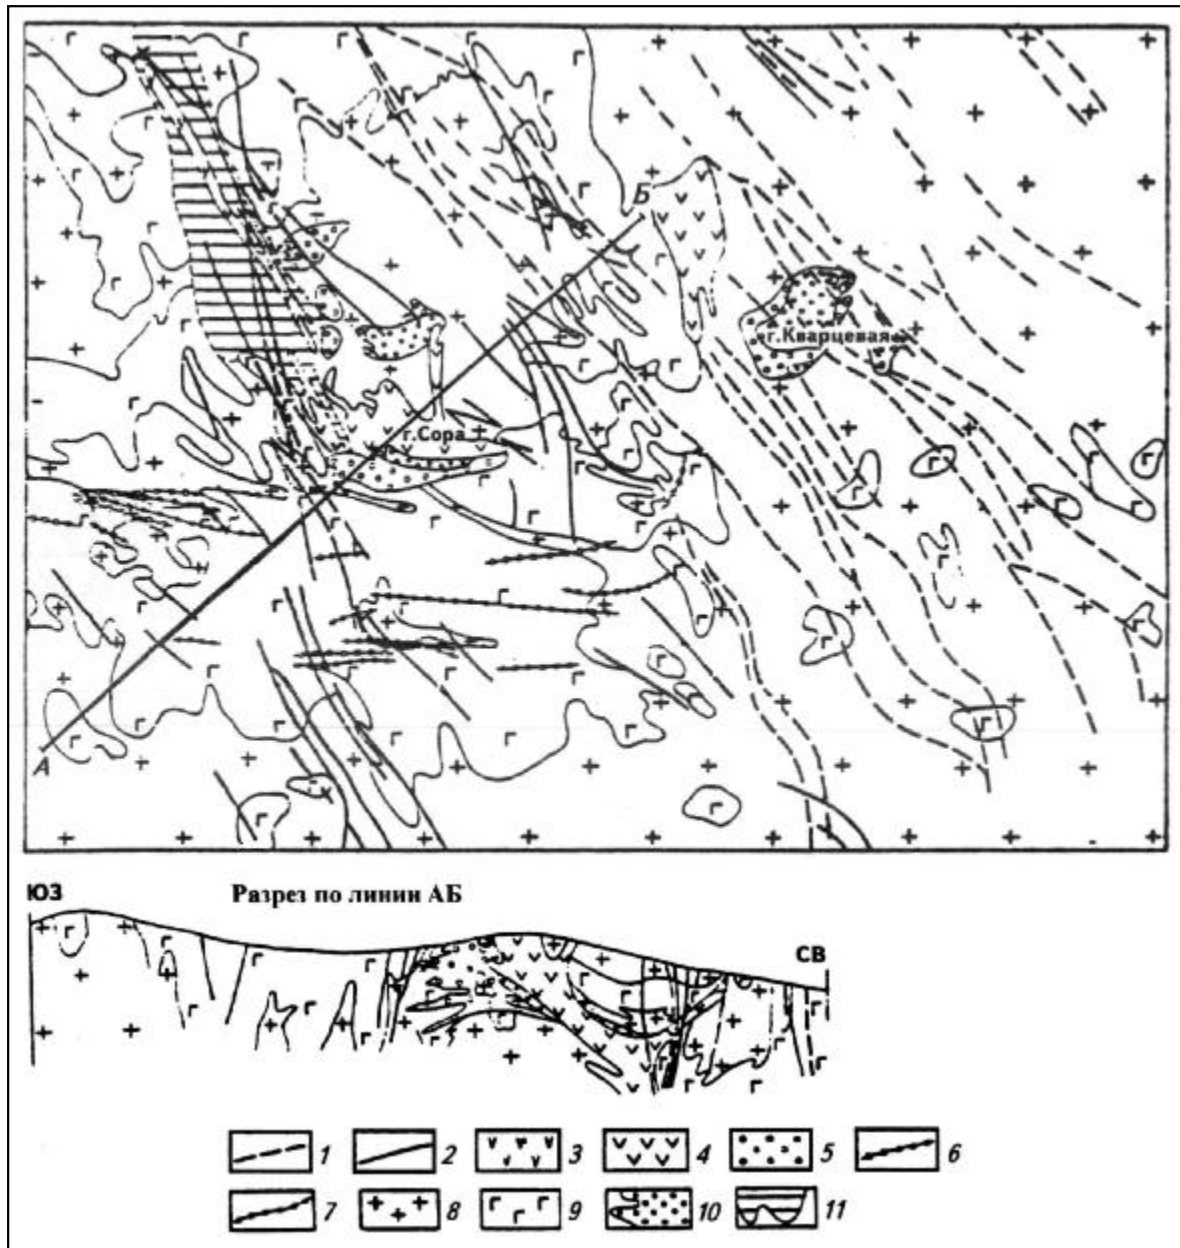 Б
г.Кварцевая
г.Сора
А
ЮЗ
Разрез по линии АБ
СВ
1 2 3 4 5 6
7 8 9 10 11